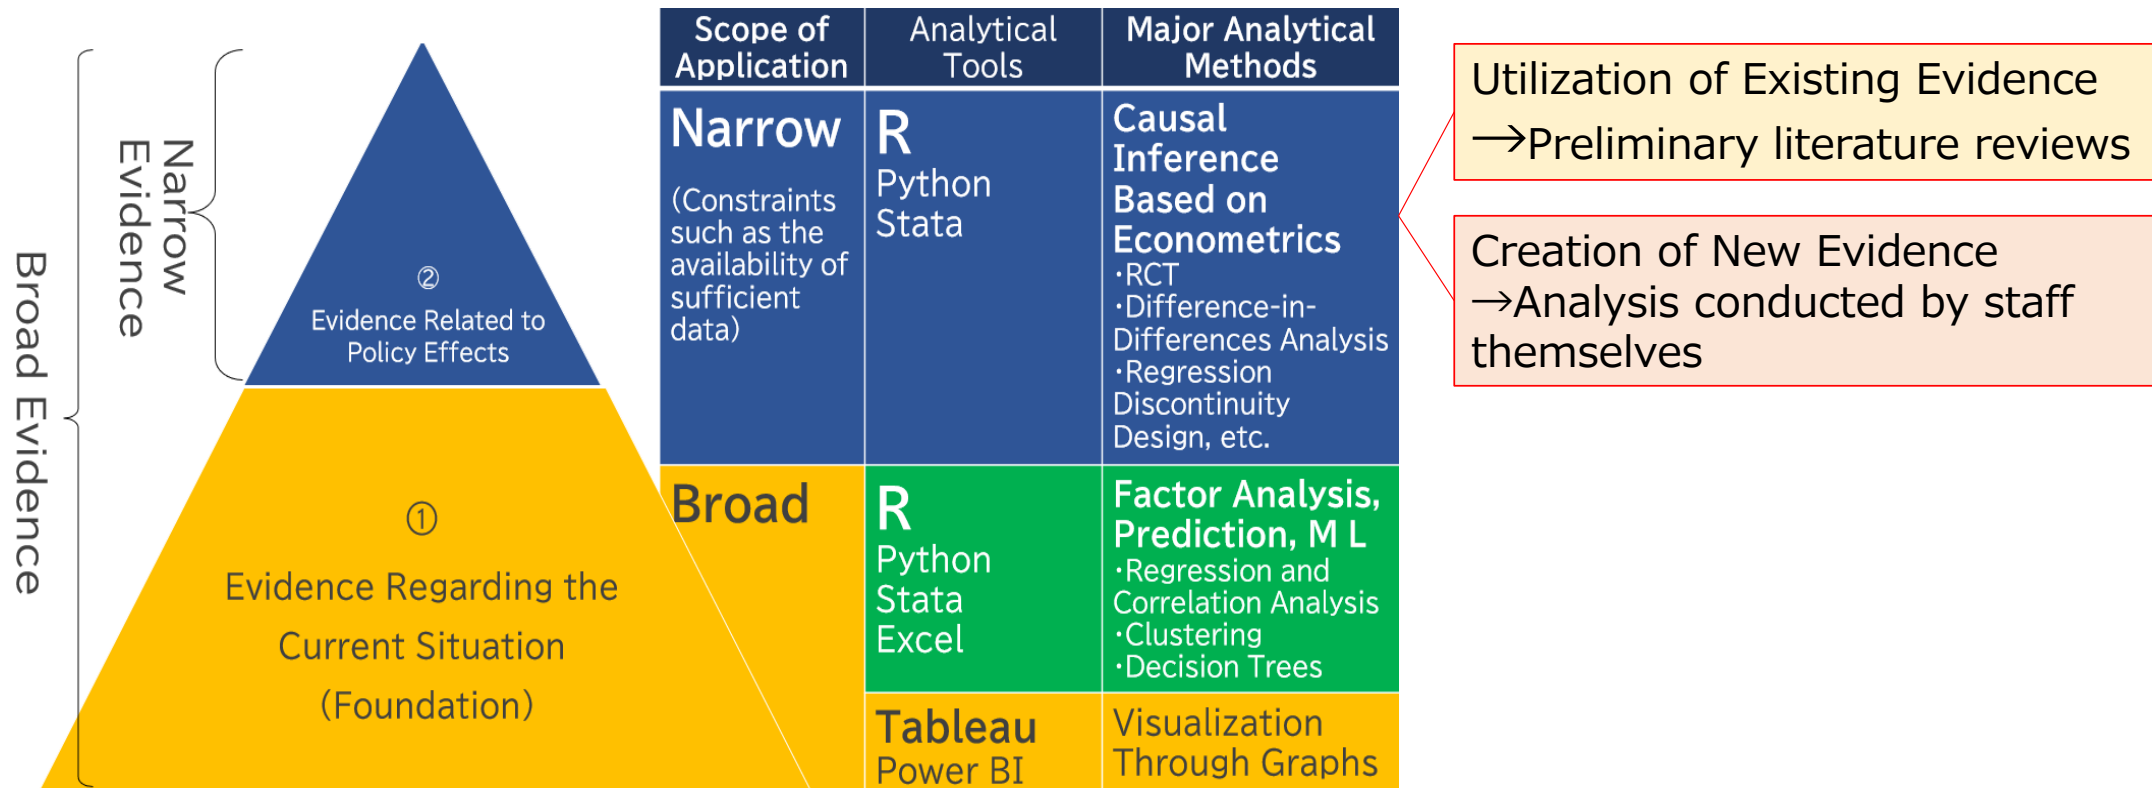 Broad Evidence
Narrow
Evidence
②
Evidence Related to
Policy Effects
①
Evidence Regarding the
Current Situation
(Foundation)
Scope of
Application
Analytical
Tools
Major Analytical
Methods
Narrow
(Constraints
such as the
availability of
sufficient
data)
R
Python
Stata
Causal
Inference
Based on
Econometrics
・RCT
・Difference-in-
Differences Analysis
・Regression
Discontinuity
Design, etc.
Broad
R
Python
Stata
Excel
Factor Analysis,
Prediction, M L
・Regression and
Correlation Analysis
・Clustering
・Decision Trees
Tableau
Power BI
Visualization
Through Graphs
Utilization of Existing Evidence
→Preliminary literature reviews
Creation of New Evidence
→Analysis conducted by staff
themselves